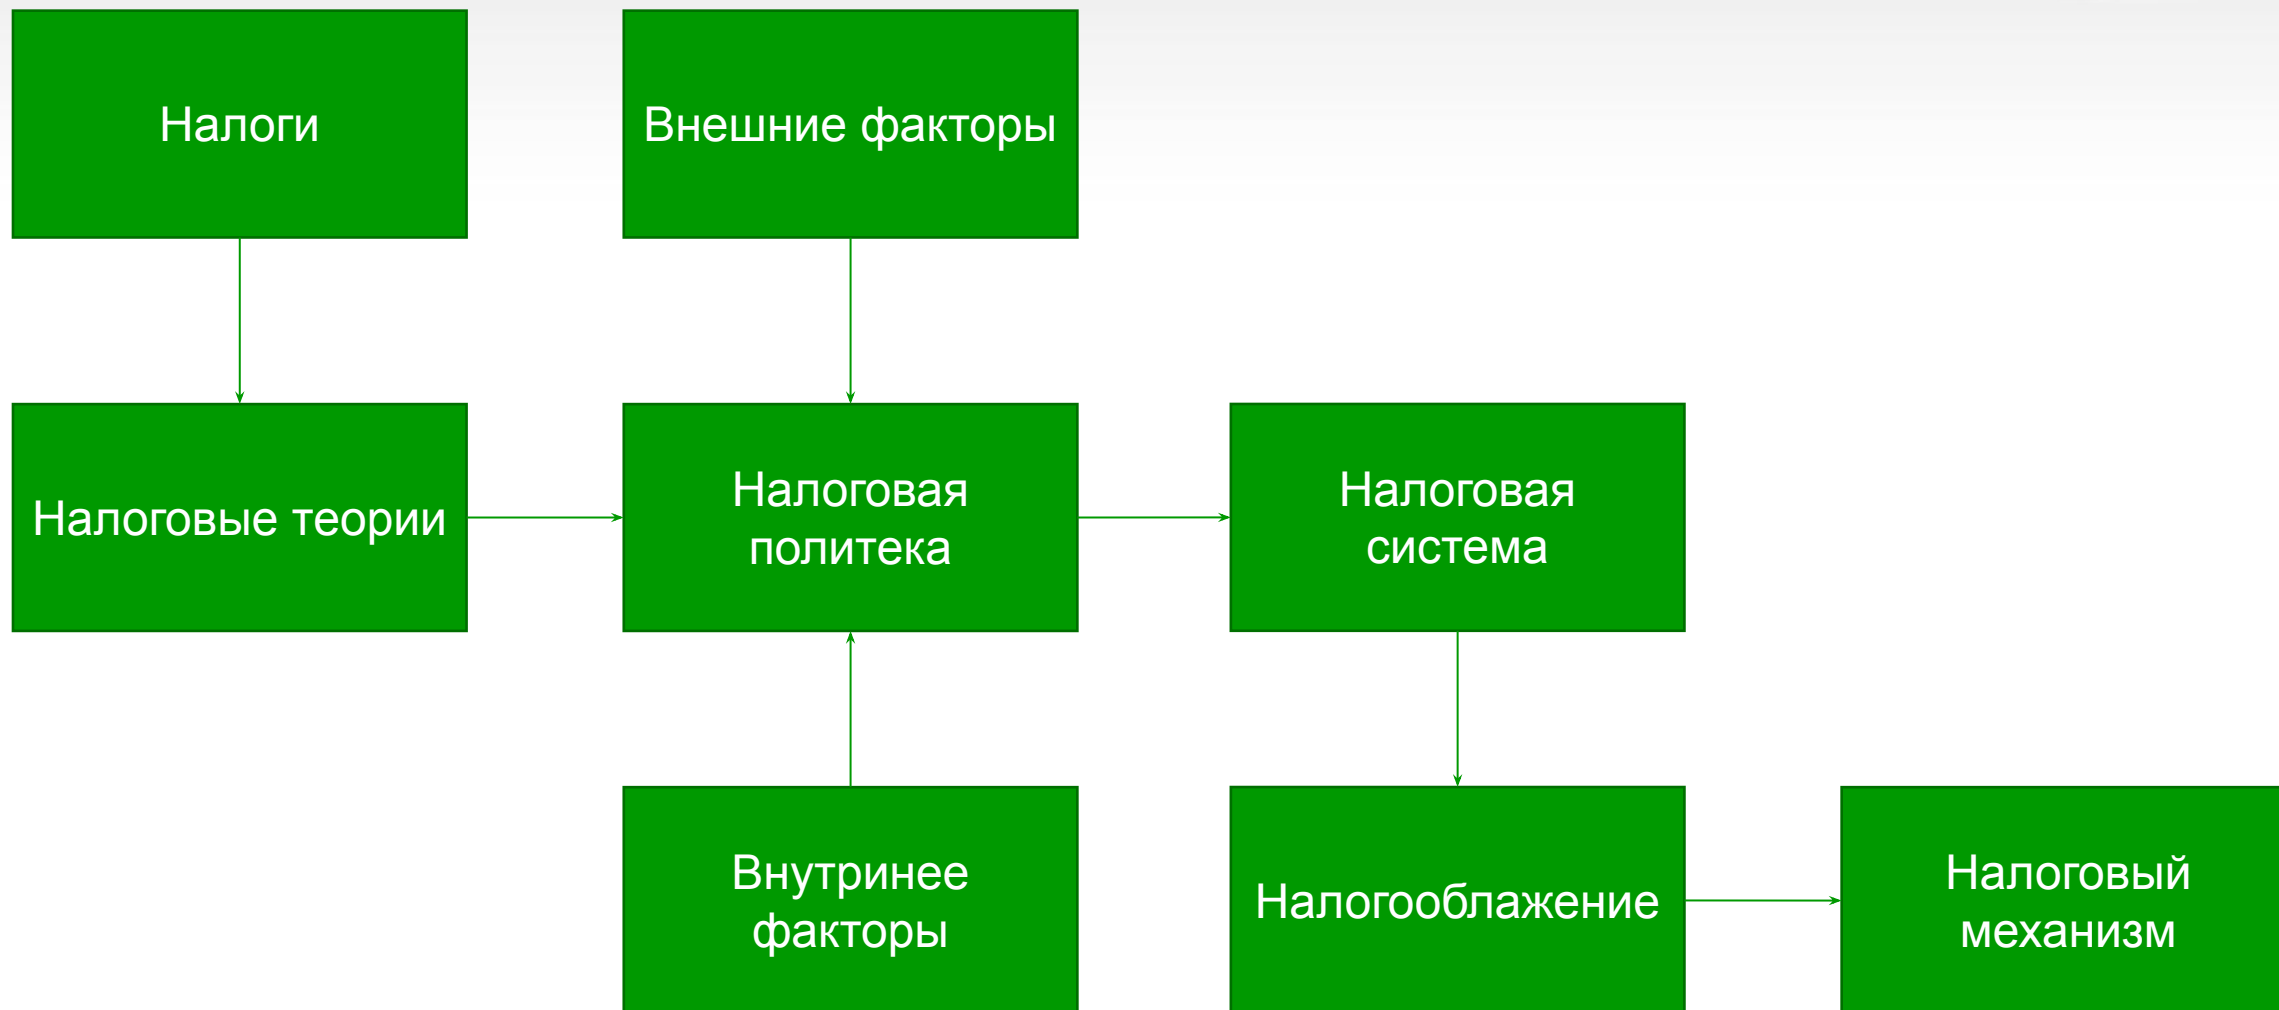 Налоги
Внешние факторы
Налоговые теории
Налоговая
политека
Налоговая
система
Внутринее
факторы
Налогооблажение
Налоговый
механизм